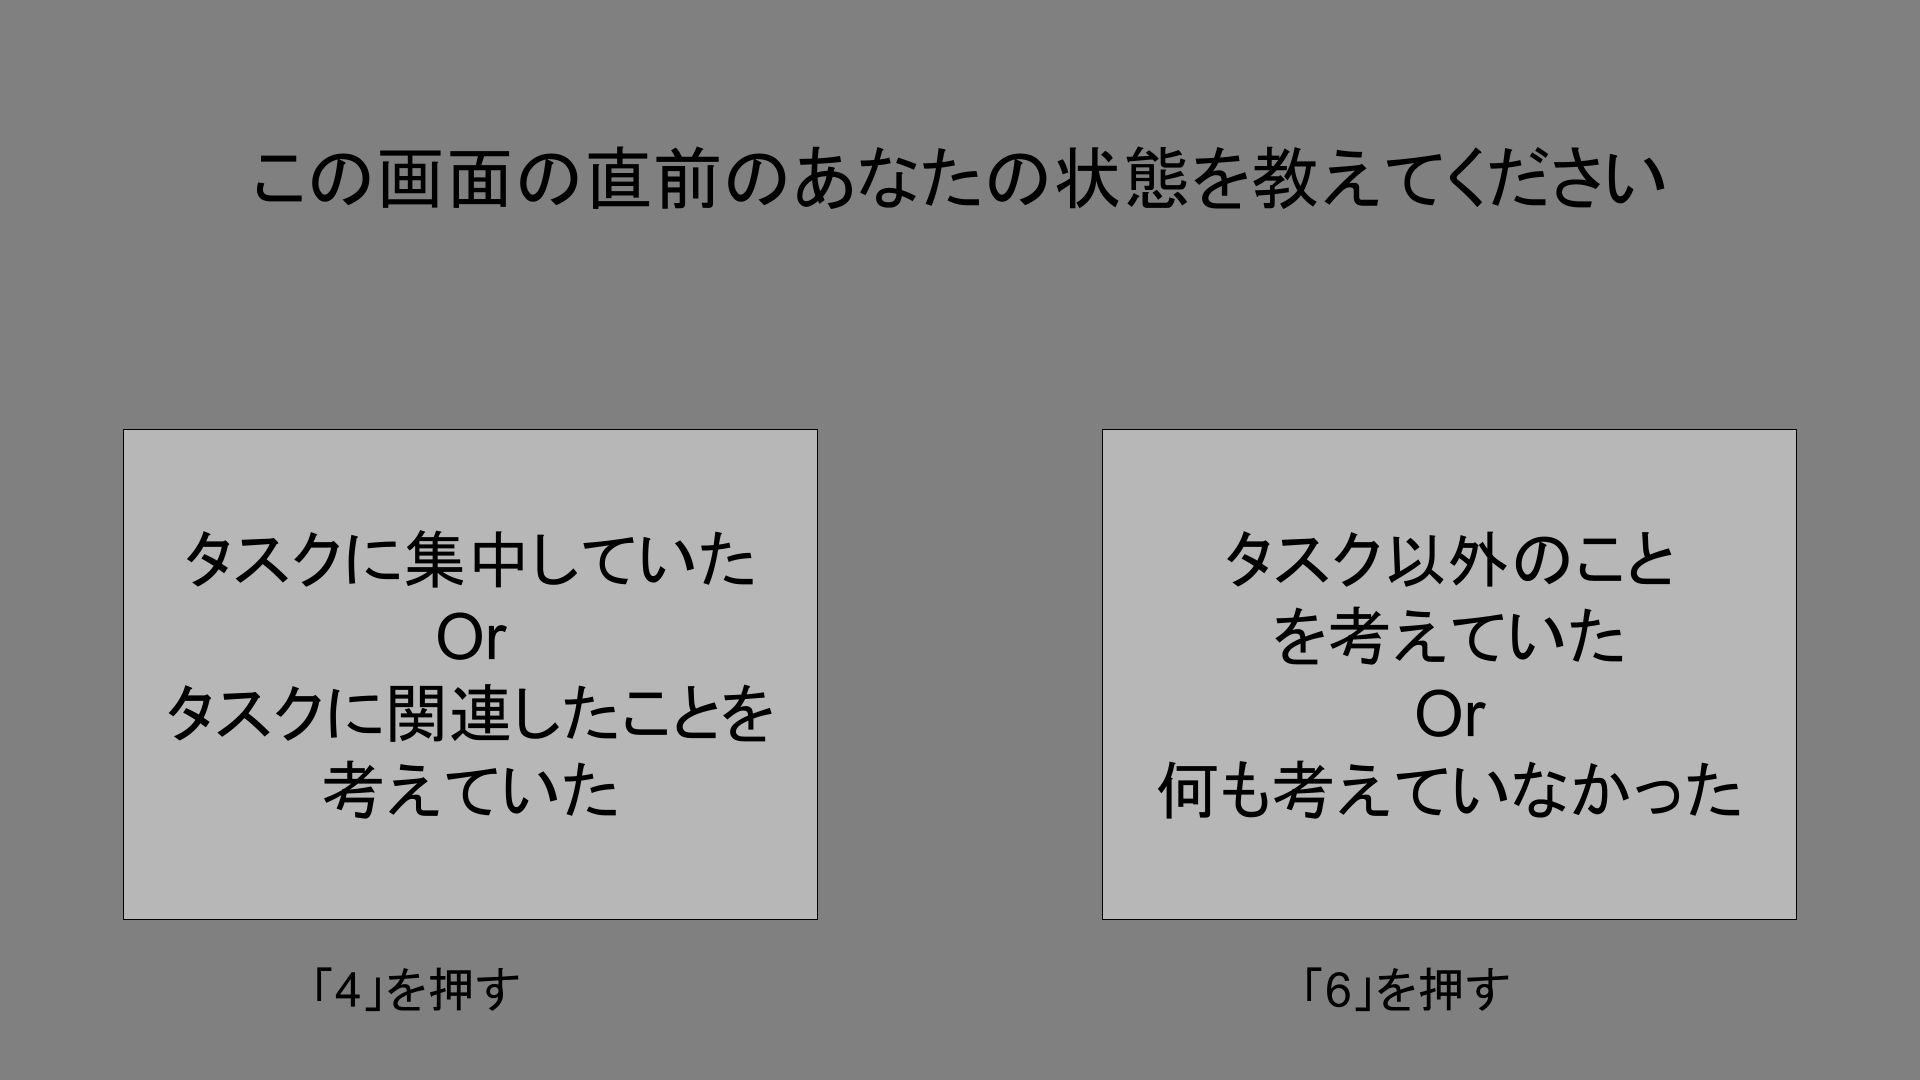 この画面の直前のあなたの状態を教えてください
タスクに集中していた
Or
タスクに関連したことを
考えていた
「4」を押す
タスク以外のこと
を考えていた
Or
何も考えていなかった
「6」を押す